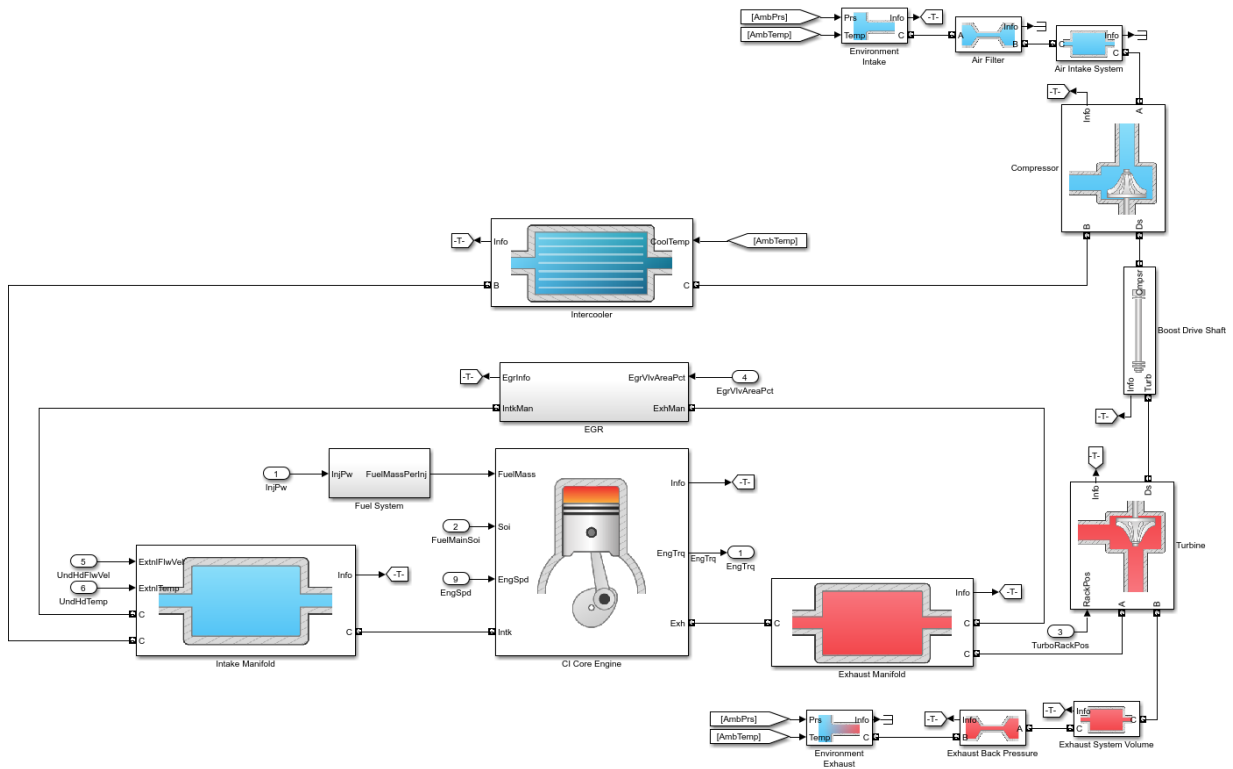 [AmbPrs]
[AmbTemp]
Prs
Temp
Info
C
-T-
Environment
Intake
A
Info
B
Air Filter
C
Info
C
Air Intake System
-T-
Info
A
Compressor
B
Ds
-T-
Info
CoolTemp
[AmbTemp]
B
C
Intercooler
Cmpsr
Boost Drive Shaft
Info
Turb
-T-
-T-
EgrInfo
EgrVlvAreaPct
4
EgrVlvAreaPct
IntkMan
ExhMan
EGR
1
InjPw
InjPw
FuelMassPerInj
Fuel System
FuelMass
Info
-T-
2
FuelMainSoi
Soi
EngTrq
EngTrq
1
EngTrq
9
EngSpd
EngSpd
Intk
Exh
CI Core Engine
5
UndHdFlwVel
ExtnlFlwVel
6
UndHdTemp
ExtnlTemp
C
C
Info
-T-
C
Intake Manifold
C
Info
-T-
C
C
Exhaust Manifold
-T-
Info
Ds
Turbine
RackPos
A
B
3
TurboRackPos
[AmbPrs]
[AmbTemp]
Prs
Temp
Info
C
Environment
Exhaust
-T-
Info
B
A
Exhaust Back Pressure
-T-
Info
C
C
Exhaust System Volume